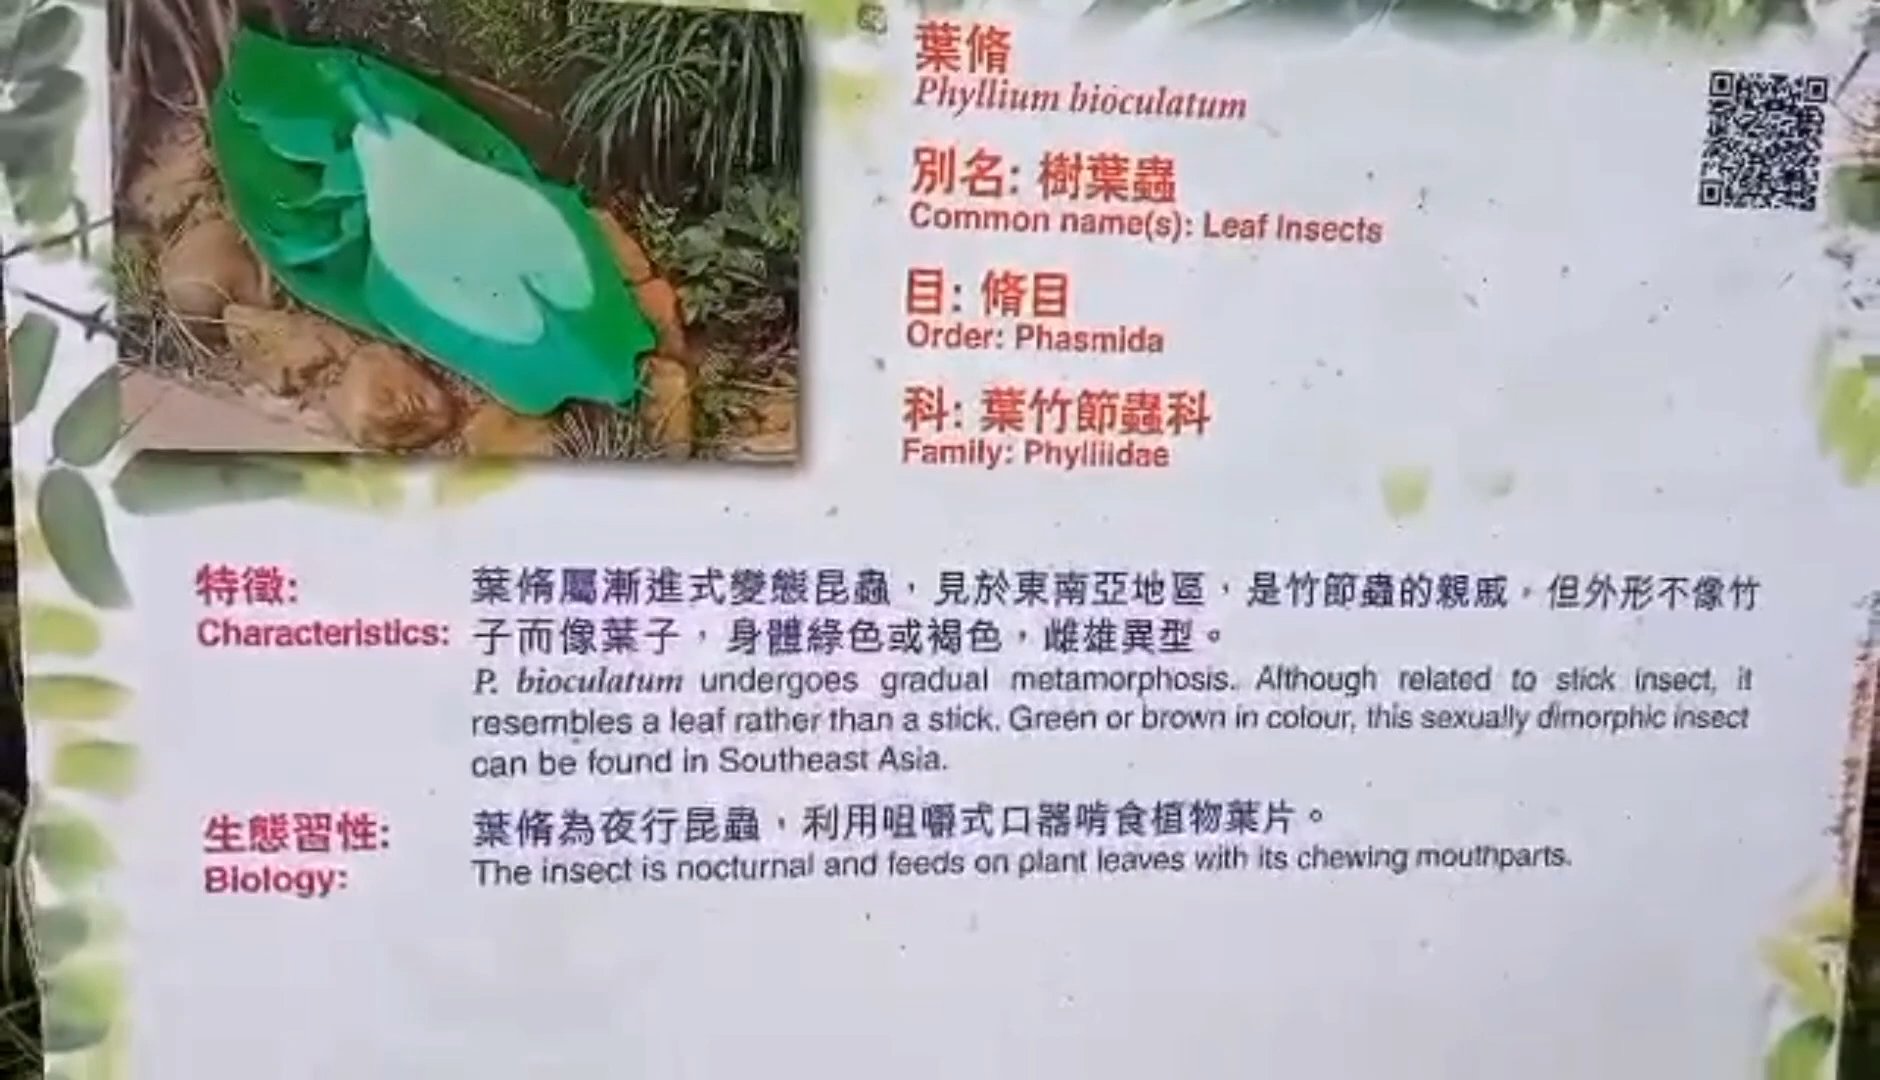 葉䗛
Phyllium bioculatum
別名: 樹葉蟲
Common name(s): Leaf Insects
目: 䗛目
Order: Phasmida
科: 葉竹節蟲科
Family: Phylliidae
特徵:
Characteristics:
葉䗛屬漸進式變態昆蟲，見於東南亞地區，是竹節蟲的親戚，但外形不像竹
子而像葉子，身體綠色或褐色，雌雄異型。
P. bioculatum undergoes gradual metamorphosis. Although related to stick insect, it
resembles a leaf rather than a stick. Green or brown in colour, this sexually dimorphic insect
can be found in Southeast Asia.
生態習性:
Biology:
葉䗛為夜行昆蟲，利用咀嚼式口器啃食植物葉片。
The insect is nocturnal and feeds on plant leaves with its chewing mouthparts.